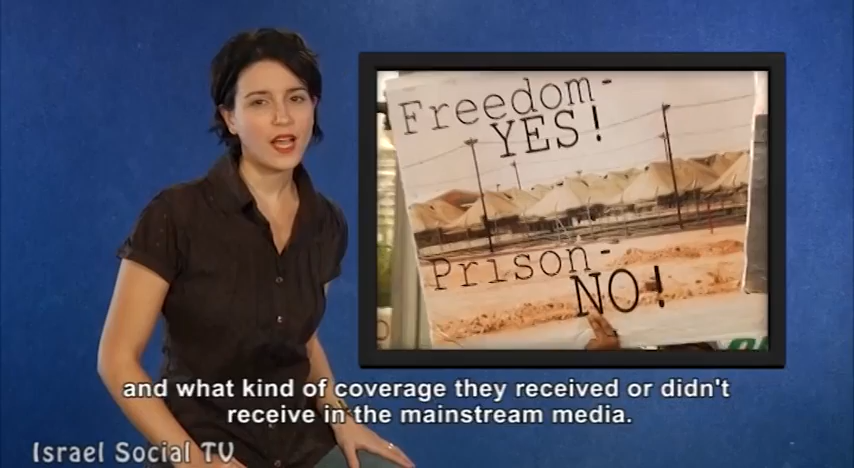 Freedom-
YES!
Prison-
NO!
and what kind of coverage they received or didn't
receive in the mainstream media.
Israel Social TV